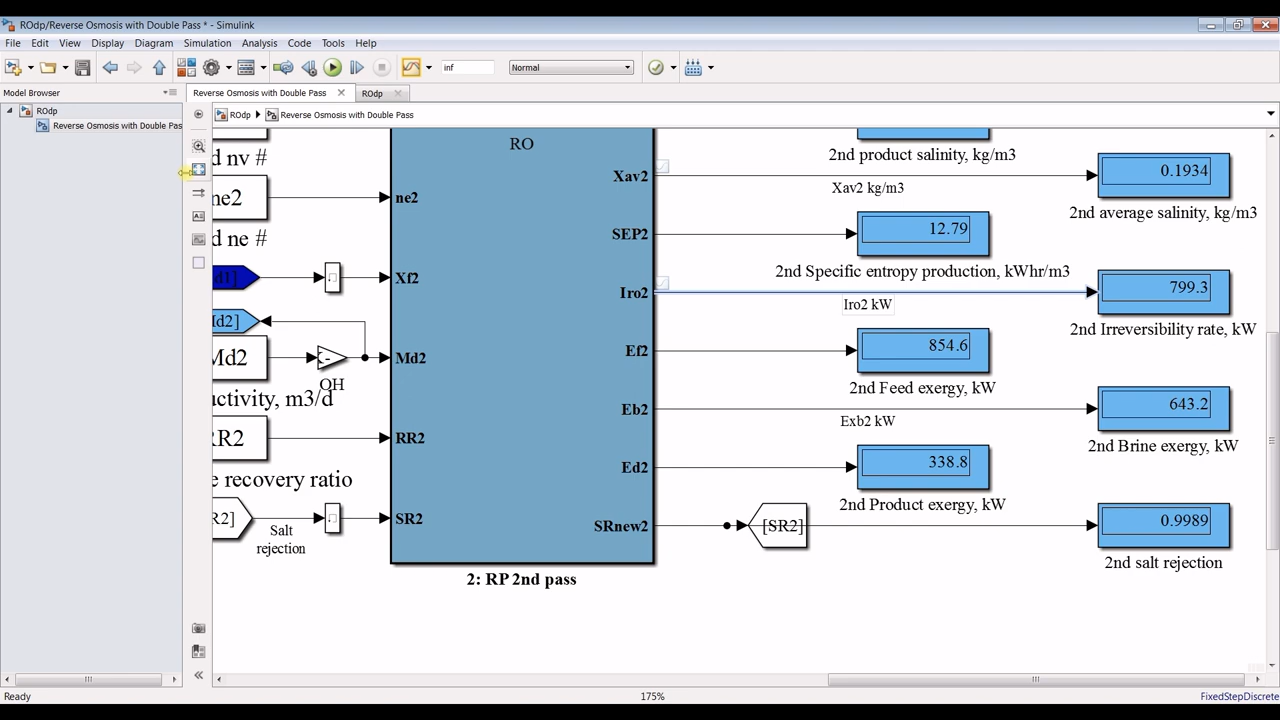 ROdp/Reverse Osmosis with Double Pass * - Simulink
File Edit View Display Diagram Simulation Analysis Code Tools Help
inf Normal
Model Browser
Reverse Osmosis with Double Pass ROdp
ROdp
Reverse Osmosis with Double Pas
ROdp Reverse Osmosis with Double Pass
RO
d nv #
ne2
ne2
d ne #
d1]
Xf2
Md2]
Md2
Md2
QH
uctivity, m3/d
RR2
RR2
e recovery ratio
R2]
Salt
rejection
SR2
Xav2
SEP2
Iro2
Ef2
Eb2
Ed2
SRnew2
2: RP 2nd pass
2nd product salinity, kg/m3
Xav2 kg/m3
0.1934
2nd average salinity, kg/m3
12.79
2nd Specific entropy production, kWhr/m3
Iro2 kW
799.3
2nd Irreversibility rate, kW
854.6
2nd Feed exergy, kW
Exb2 kW
643.2
2nd Brine exergy, kW
338.8
2nd Product exergy, kW
[SR2]
0.9989
2nd salt rejection
Ready
175%
FixedStepDiscrete